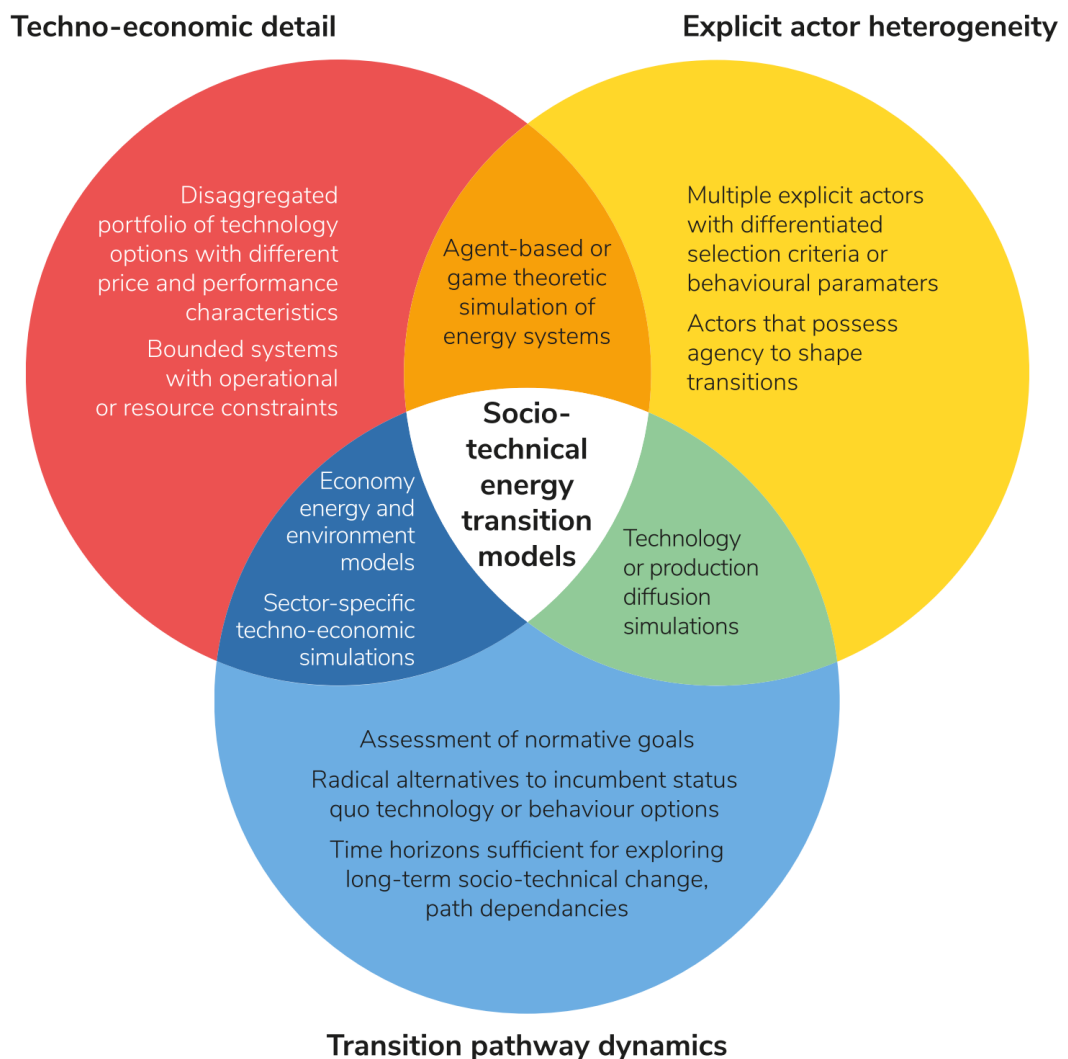 Techno-economic detail
Explicit actor heterogeneity
Disaggregated
portfolio of technology
options with different
price and performance
characteristics
Bounded systems
with operational
or resource constraints
Agent-based or
game theoretic
simulation of
energy systems
Multiple explicit actors
with differentiated
selection criteria or
behavioural paramaters
Actors that possess
agency to shape
transitions
Socio-
technical
energy
transition
models
Economy
energy and
environment
models
Sector-specific
techno-economic
simulations
Technology
or production
diffusion
simulations
Assessment of normative goals
Radical alternatives to incumbent status
quo technology or behaviour options
Time horizons sufficient for exploring
long-term socio-technical change,
path dependancies
Transition pathway dynamics